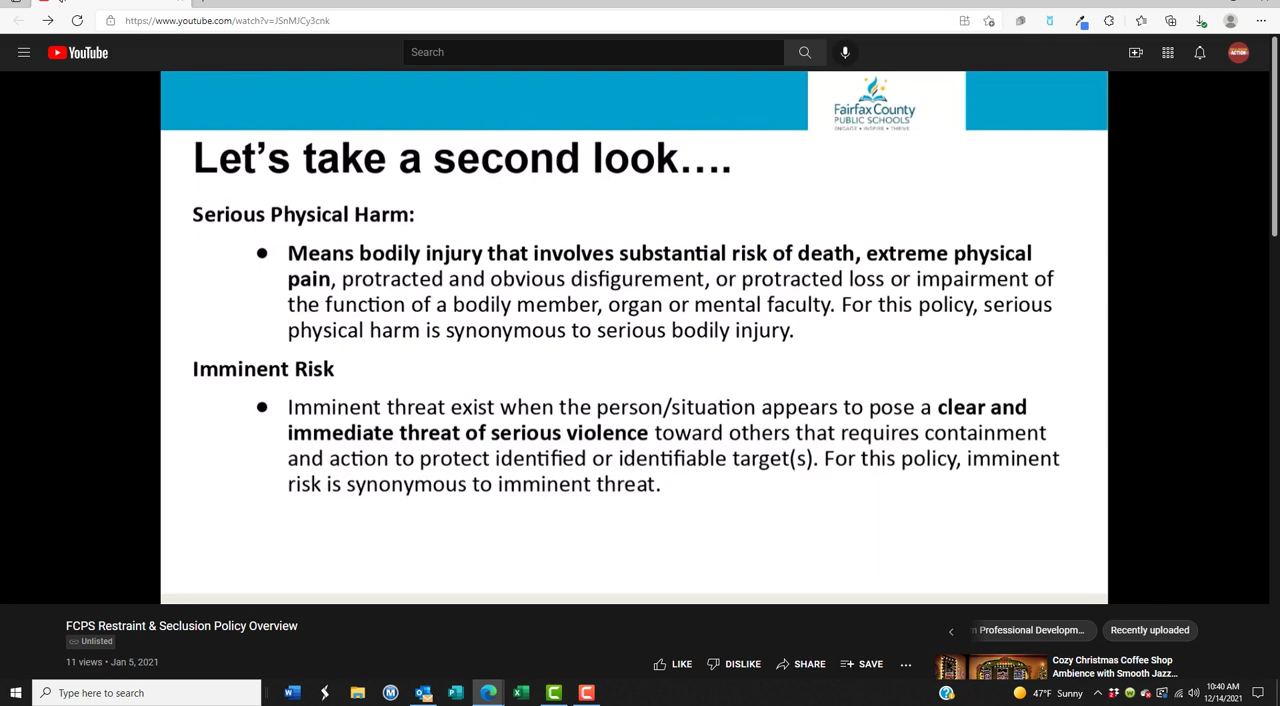 https://www.youtube.com/watch?v=JSnMJCy3cnk
YouTube
Search
Fairfax County
PUBLIC SCHOOLS
ENGAGE • INSPIRE • THRIVE
Let's take a second look....
Serious Physical Harm:
● Means bodily injury that involves substantial risk of death, extreme physical
pain, protracted and obvious disfigurement, or protracted loss or impairment of
the function of a bodily member, organ or mental faculty. For this policy, serious
physical harm is synonymous to serious bodily injury.
Imminent Risk
● Imminent threat exist when the person/situation appears to pose a clear and
immediate threat of serious violence toward others that requires containment
and action to protect identified or identifiable target(s). For this policy, imminent
risk is synonymous to imminent threat.
FCPS Restraint & Seclusion Policy Overview
Unlisted
11 views • Jan 5, 2021
LIKE DISLIKE SHARE SAVE
Professional Developm... Recently uploaded
Cozy Christmas Coffee Shop
Ambience with Smooth Jazz...
Type here to search
47°F Sunny
10:40 AM
12/14/2021